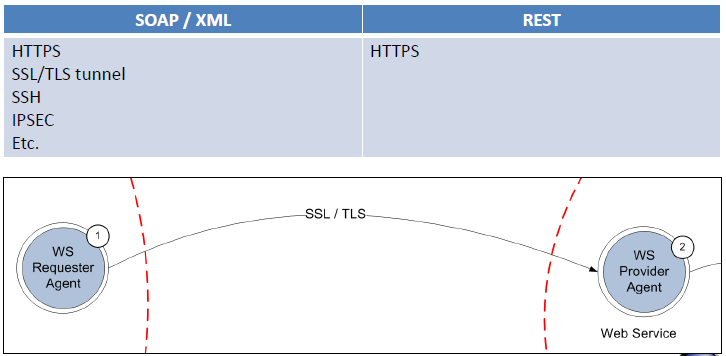 SOAP / XML
REST
HTTPS
SSL/TLS tunnel
SSH
IPSEC
Etc.
HTTPS
SSL / TLS
1
WS
Requester
Agent
2
WS
Provider
Agent
Web Service